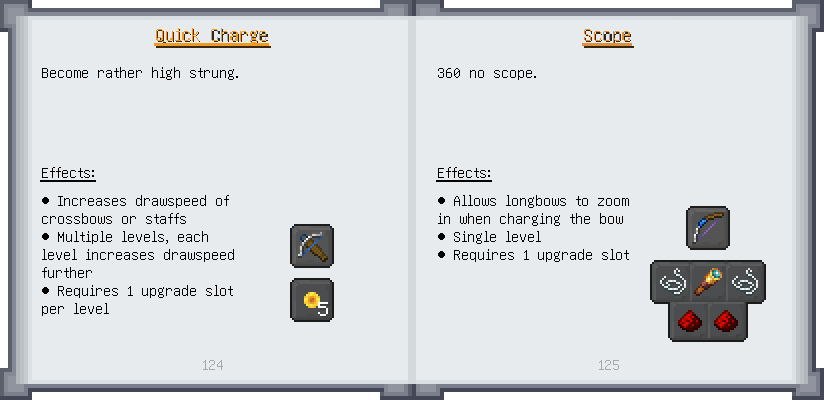 Quick Charge
Become rather high strung.
Effects:
● Increases drawspeed of
crossbows or staffs
● Multiple levels, each
level increases drawspeed
further
● Requires 1 upgrade slot
per level
5
124
Scope
360 no scope.
Effects:
● Allows longbows to zoom
in when charging the bow
● Single level
● Requires 1 upgrade slot
125